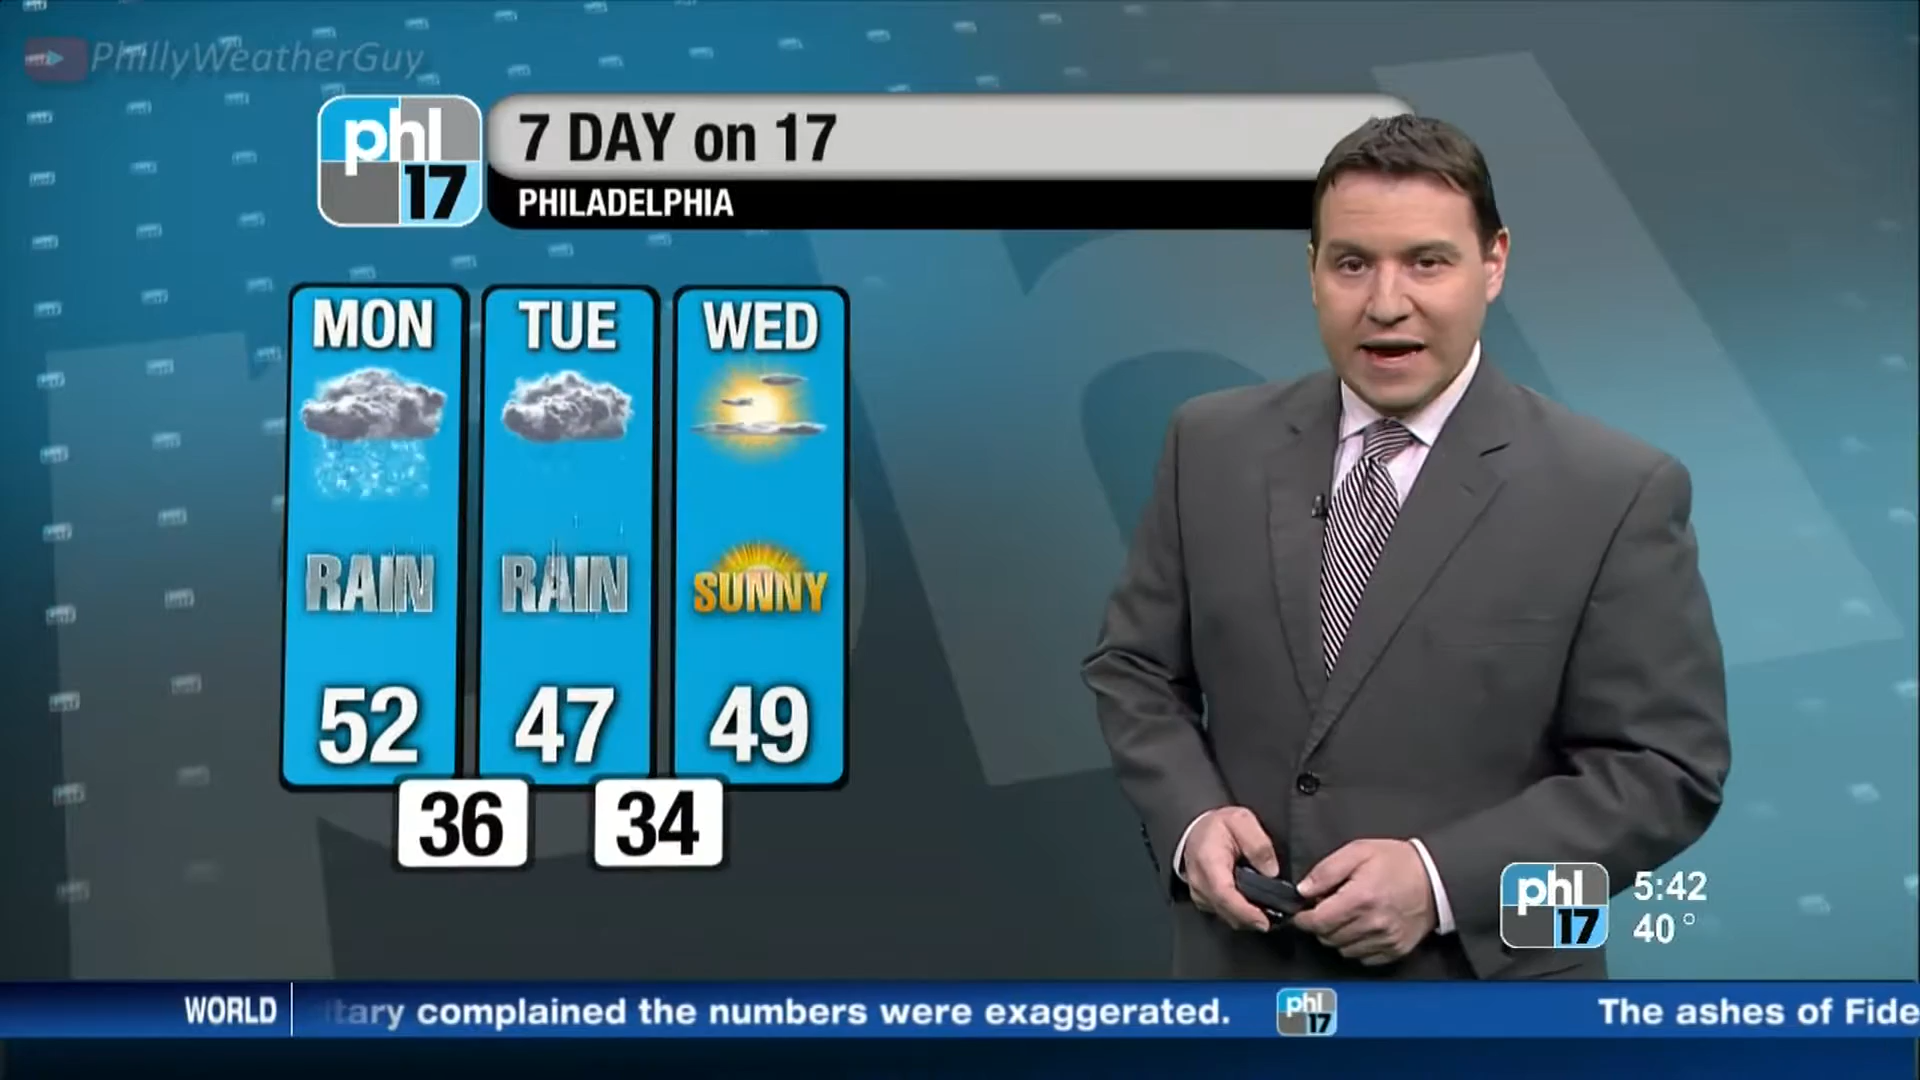 PhillyWeatherGuy
phl
17
7 DAY on 17
PHILADELPHIA
MON
TUE
WED
RAIN
RAIN
SUNNY
52
47
49
36
34
phl
17
5:42
40°
WORLD
complained the numbers were exaggerated.
phl
17
The ashes of Fide